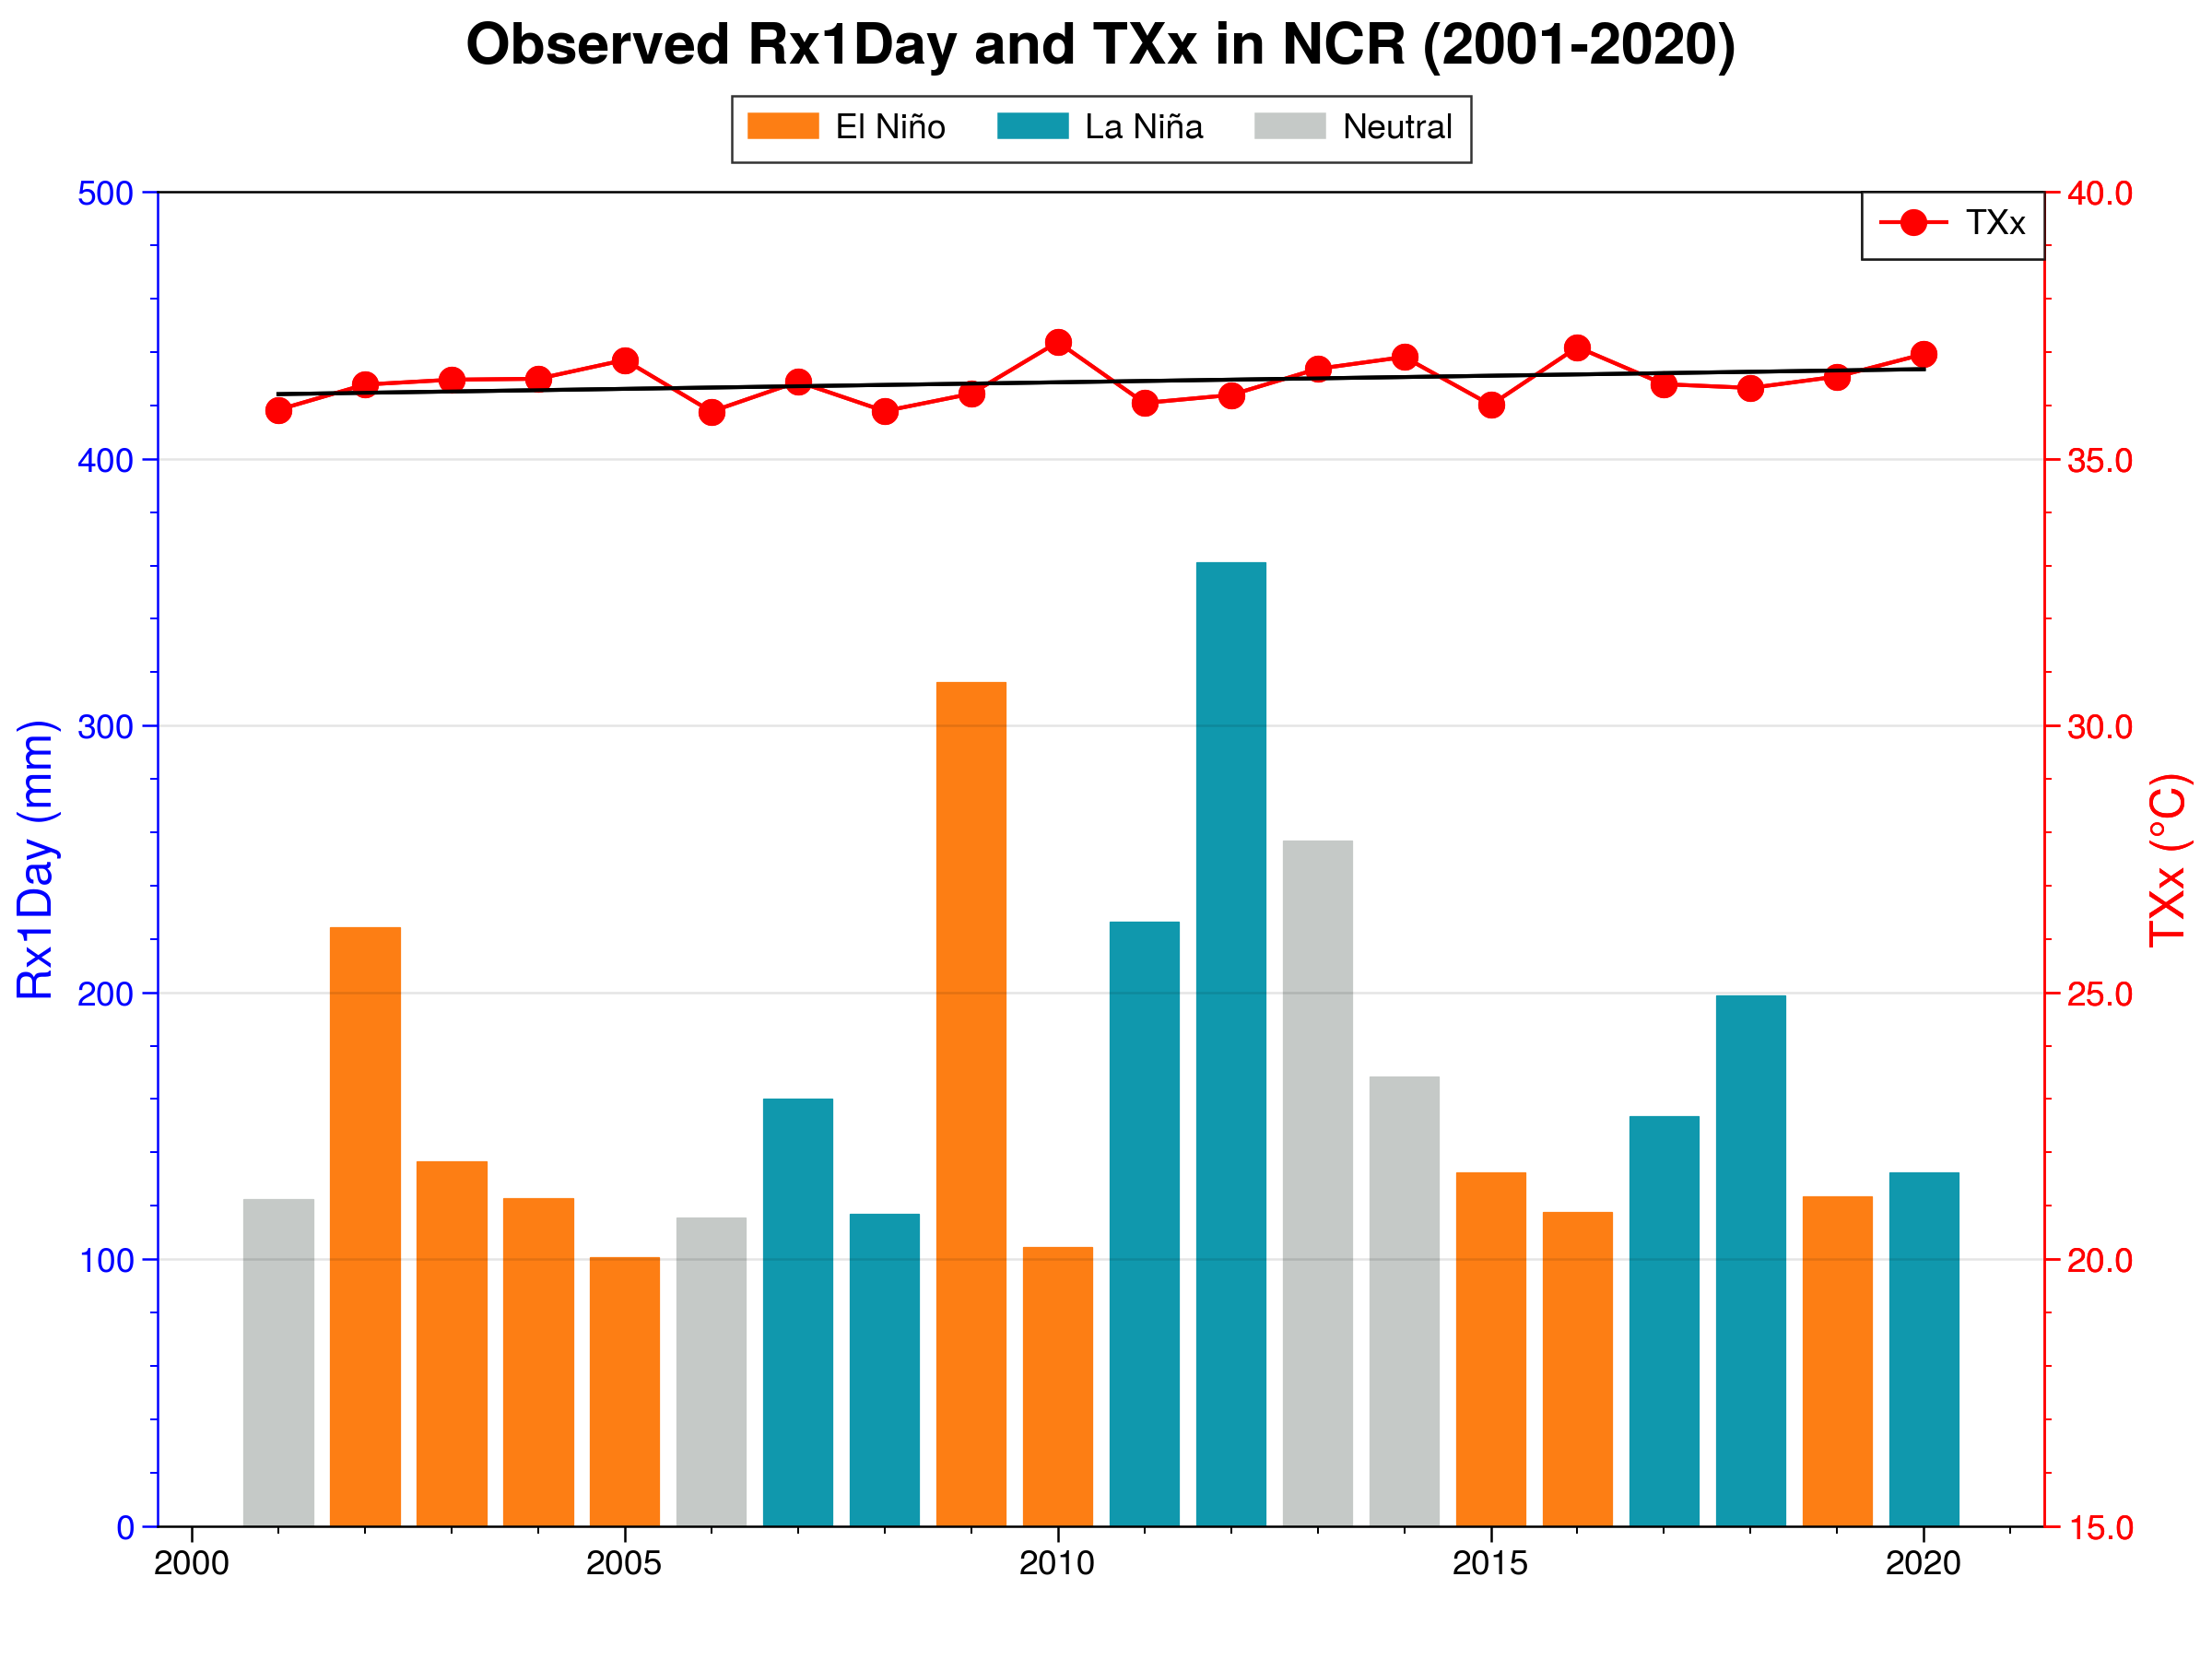 Observed Rx1Day and TXx in NCR (2001-2020)
El Niño La Niña Neutral
TXx
500
400
300
200
100
0
Rx1Day (mm)
40.0
35.0
30.0
25.0
20.0
15.0
TXx (°C)
2000 2005 2010 2015 2020